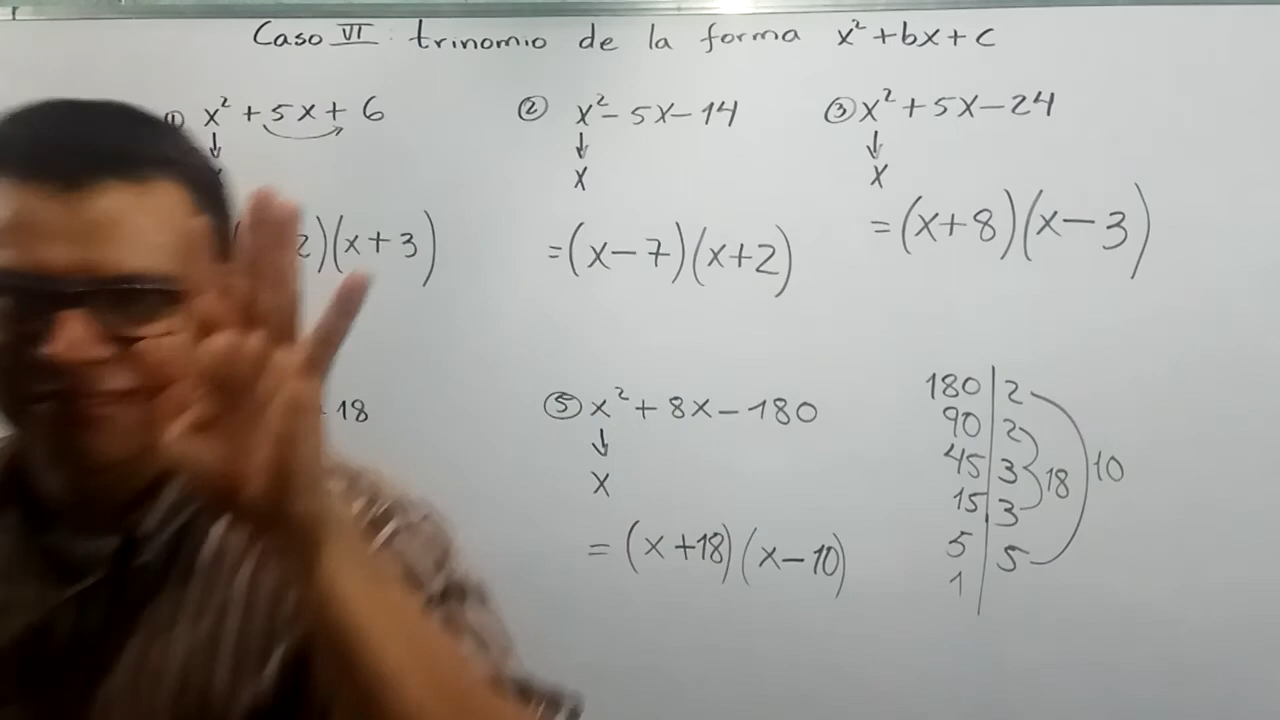 Caso VI: trinomio de la forma x²+bx+c
① x²+5x+6
↓
② x²-5x-14
↓
x
=(x-7)(x+2)
③ x²+5x-24
↓
x
=(x+8)(x-3)
2)(x+3)
18
⑤ x²+8x-180
↓
x
=(x+18)(x-10)
180|2
90|2
45|3
15|3
5|5
1|
18
10